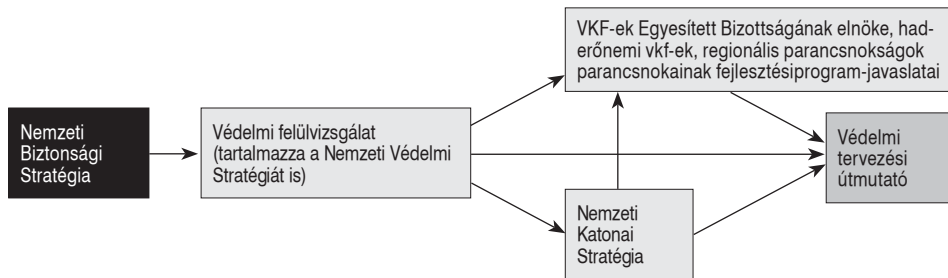 VKF-ek Egyesített Bizottságának elnöke, had-
erőnemi vkf-ek, regionális parancsnokságok
parancsnokainak fejlesztésiprogram-javaslatai
Nemzeti
Biztonsági
Stratégia
Védelmi felülvizsgálat
(tartalmazza a Nemzeti Védelmi
Stratégiát is)
Védelmi
tervezési
útmutató
Nemzeti
Katonai
Stratégia